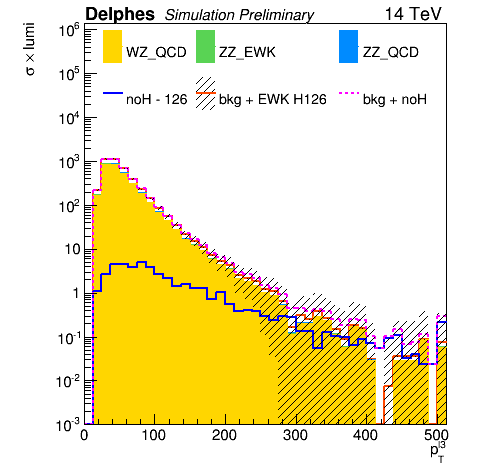 Delphes Simulation Preliminary 14 TeV
σ × lumi
WZ_QCD ZZ_EWK ZZ_QCD
noH - 126 bkg + EWK H126 bkg + noH
10⁶
10⁵
10⁴
10³
10²
10
1
10⁻¹
10⁻²
10⁻³
0 100 200 300 400 500
p_T^l3